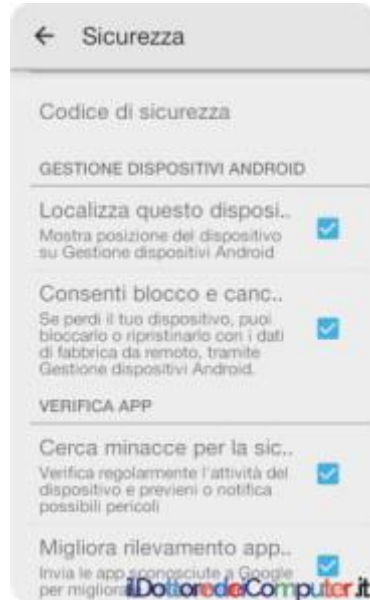 Sicurezza
Codice di sicurezza
GESTIONE DISPOSITIVI ANDROID
Localizza questo disposi..
Mostra posizione del dispositivo
su Gestione dispositivi Android
Consenti blocco e canc..
Se perdi il tuo dispositivo, puoi
bloccarlo o ripristinarlo con i dati
di fabbrica da remoto, tramite
Gestione dispositivi Android.
VERIFICA APP
Cerca minacce per la sic..
Verifica regolarmente l'attività del
dispositivo e previeni o notifica
possibili pericoli
Migliora rilevamento app..
Invia le app sconosciute a Google
per migliora
ilDottoredeiComputer.it